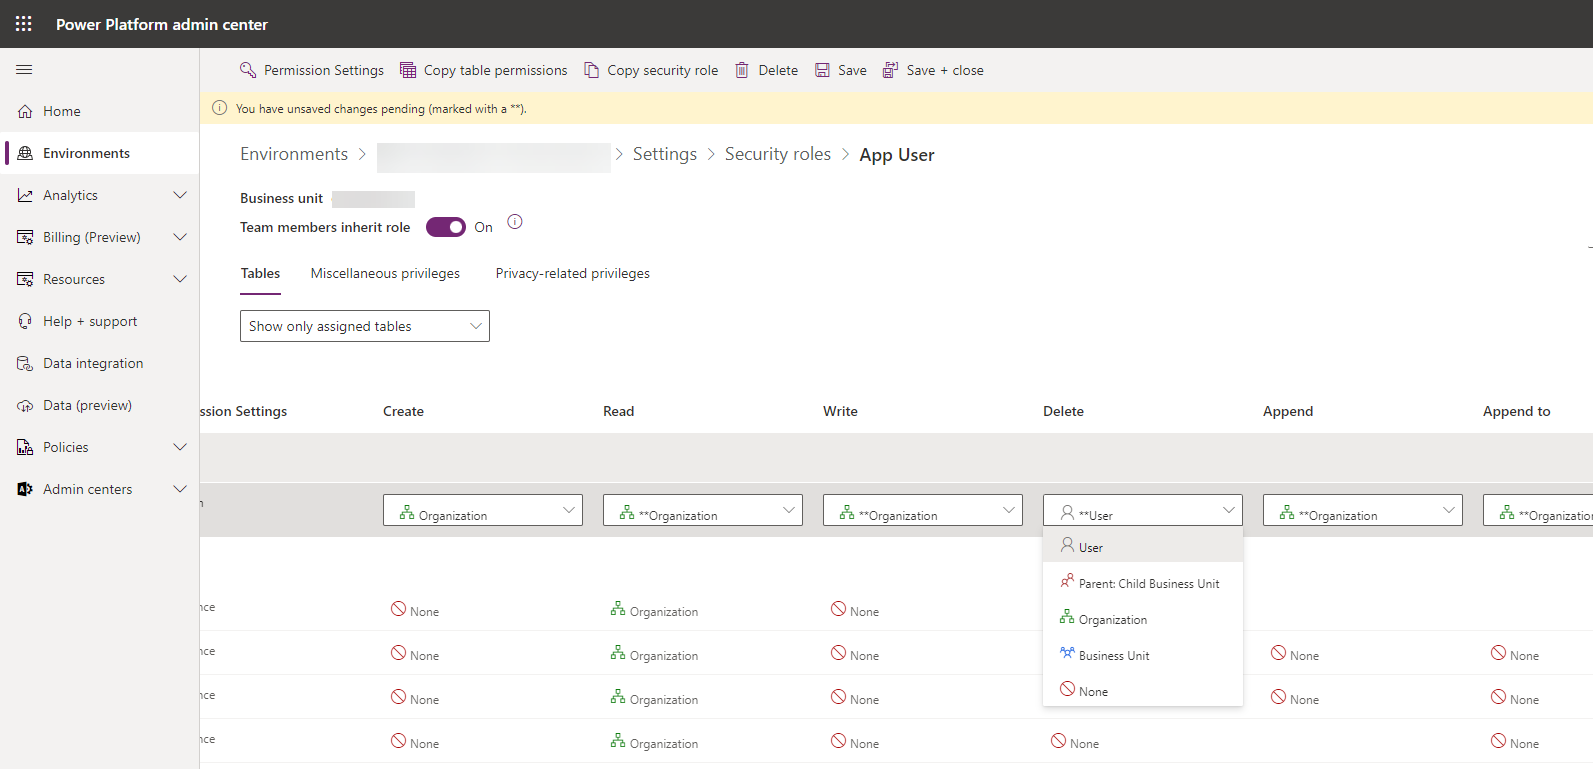 Power Platform admin center
Permission Settings Copy table permissions Copy security role Delete Save Save + close
You have unsaved changes pending (marked with a **).
Home
Environments
Analytics
Billing (Preview)
Resources
Help + support
Data integration
Data (preview)
Policies
Admin centers
Environments > > Settings > Security roles > App User
Business unit
Team members inherit role On
Tables Miscellaneous privileges Privacy-related privileges
Show only assigned tables
ssion Settings Create Read Write Delete Append Append to
n Organization **Organization **Organization **User **Organization **Organization
User
Parent: Child Business Unit
Organization
Business Unit
None
nce None Organization None
nce None Organization None None None
nce None Organization None None None
nce None Organization None None None